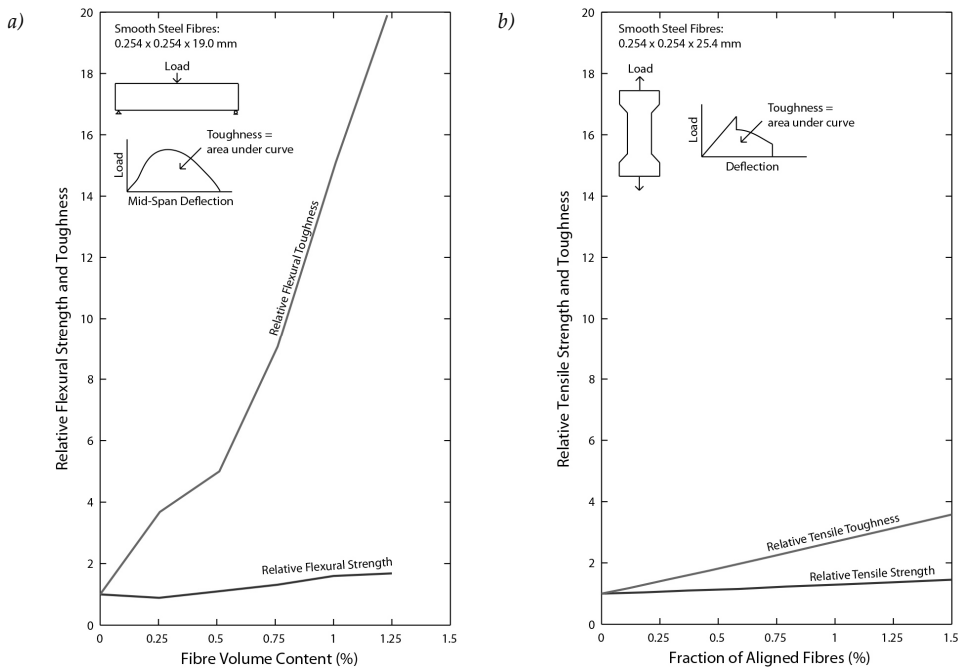 a)
Relative Flexural Strength and Toughness
20
18
16
14
12
10
8
6
4
2
0
Smooth Steel Fibres:
0.254 x 0.254 x 19.0 mm
Load
Toughness =
area under curve
Load
Mid-Span Deflection
Relative Flexural Toughness
Relative Flexural Strength
0
0.25
0.5
0.75
1
1.25
1.5
Fibre Volume Content (%)
b)
Relative Tensile Strength and Toughness
20
18
16
14
12
10
8
6
4
2
0
Smooth Steel Fibres:
0.254 x 0.254 x 25.4 mm
Load
Toughness =
area under curve
Load
Deflection
Relative Tensile Toughness
Relative Tensile Strength
0
0.25
0.5
0.75
1
1.25
1.5
Fraction of Aligned Fibres (%)